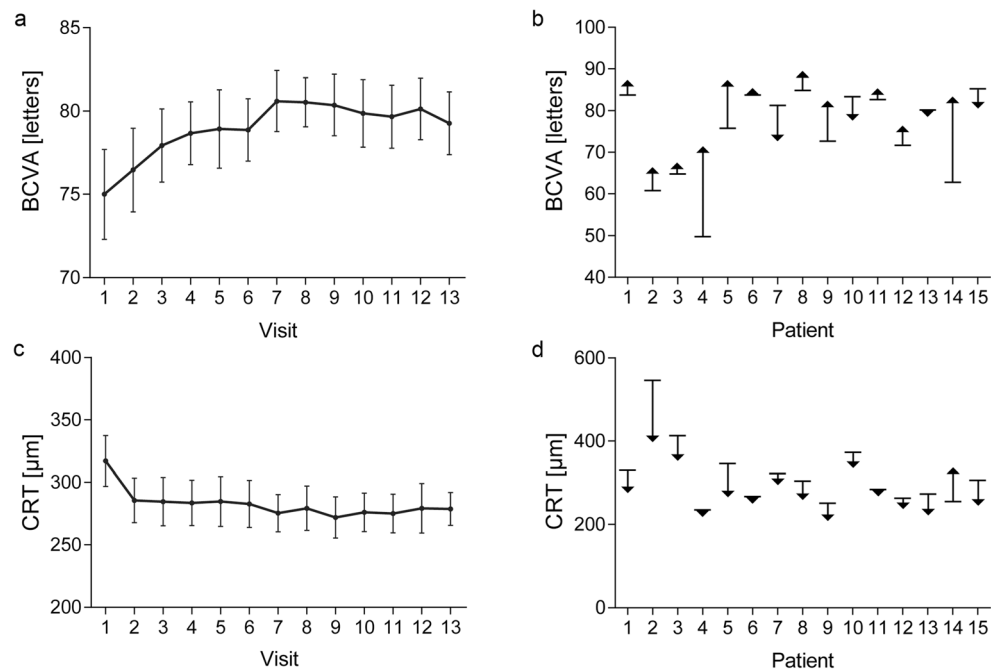 a
85
80
75
70
BCVA [letters]
1 2 3 4 5 6 7 8 9 10 11 12 13
Visit
b
100
90
80
70
60
50
40
BCVA [letters]
1 2 3 4 5 6 7 8 9 10 11 12 13 14 15
Patient
c
400
350
300
250
200
CRT [µm]
1 2 3 4 5 6 7 8 9 10 11 12 13
Visit
d
600
400
200
0
CRT [µm]
1 2 3 4 5 6 7 8 9 10 11 12 13 14 15
Patient